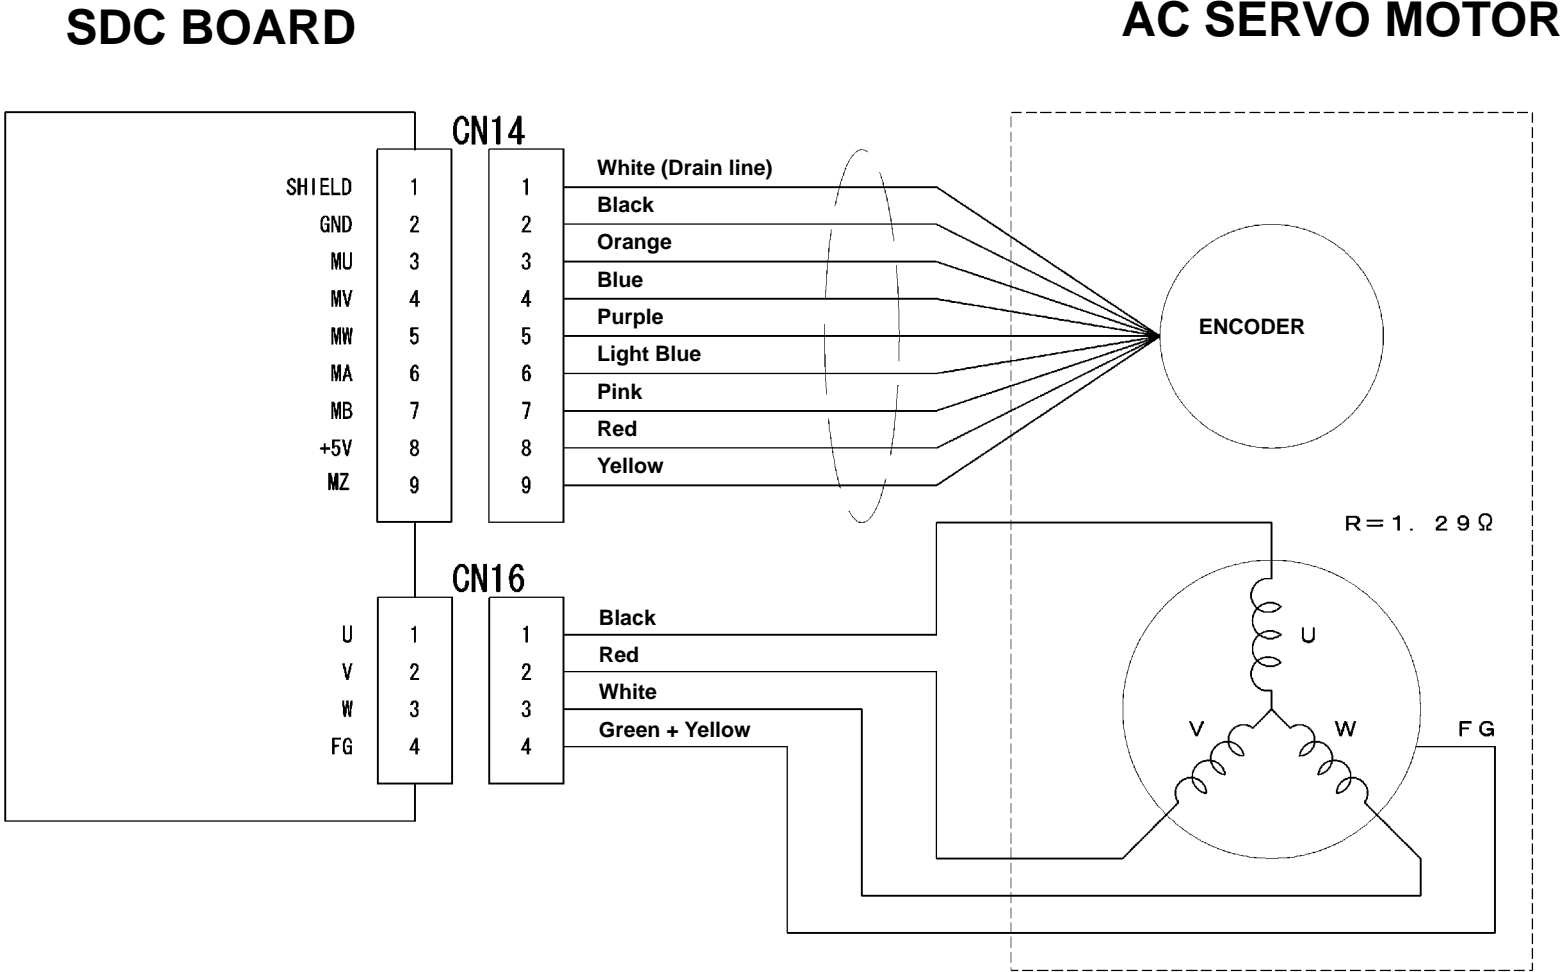 SDC BOARD
AC SERVO MOTOR
CN14
SHIELD 1 1 White (Drain line)
GND 2 2 Black
MU 3 3 Orange
MV 4 4 Blue
MW 5 5 Purple
MA 6 6 Light Blue
MB 7 7 Pink
+5V 8 8 Red
MZ 9 9 Yellow
ENCODER
R=1. 29Ω
CN16
U 1 1 Black
V 2 2 Red
W 3 3 White
FG 4 4 Green + Yellow
U
V
W
FG